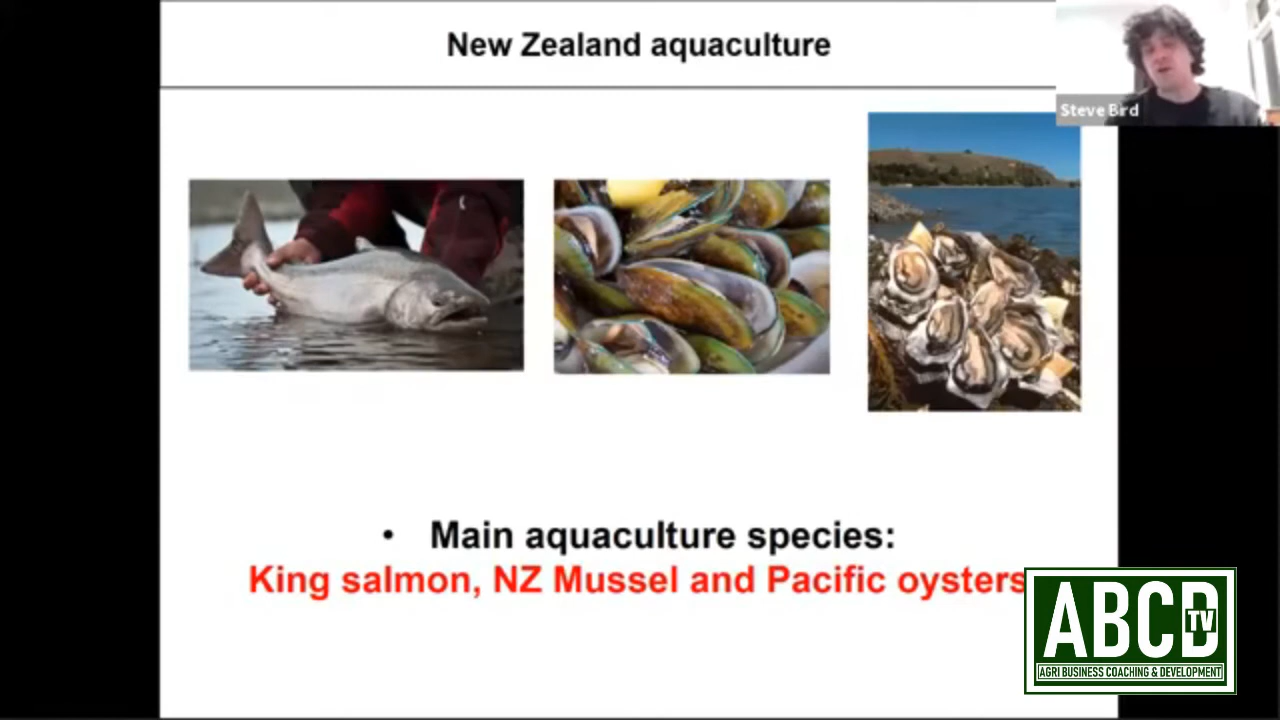 New Zealand aquaculture
Steve Bird
• Main aquaculture species:
King salmon, NZ Mussel and Pacific oysters
ABCD
TV
AGRI BUSINESS COACHING & DEVELOPMENT